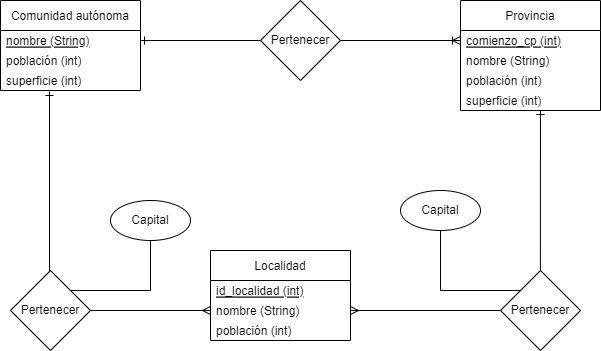 Comunidad autónoma
nombre (String)
población (int)
superficie (int)
Pertenecer
Provincia
comienzo_cp (int)
nombre (String)
población (int)
superficie (int)
Capital
Capital
Pertenecer
Localidad
id_localidad (int)
nombre (String)
población (int)
Pertenecer